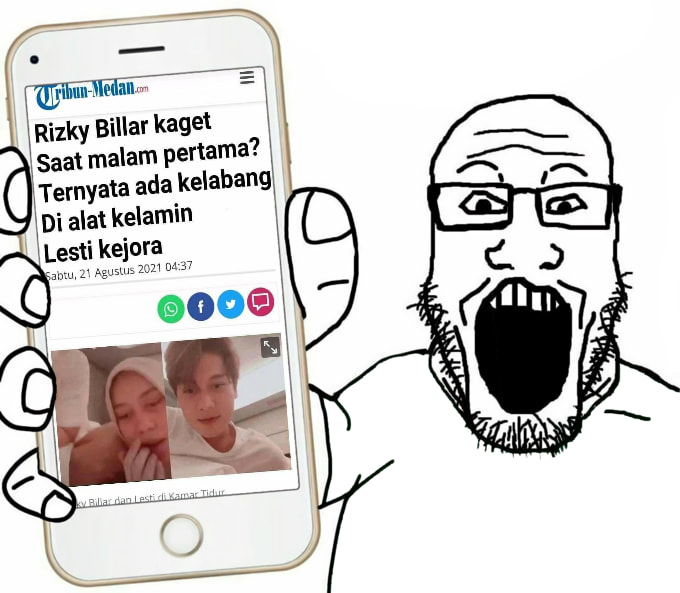 Tribun-Medan.com
Rizky Billar kaget
Saat malam pertama?
Ternyata ada kelabang
Di alat kelamin
Lesti kejora
Sabtu, 21 Agustus 2021 04:37
ky Billar dan Lesti di Kamar Tidur